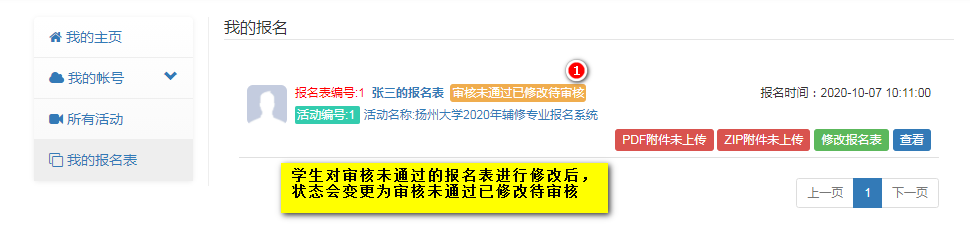 我的主页
我的帐号
所有活动
我的报名表
我的报名
1
报名表编号:1 张三的报名表 审核未通过已修改待审核 报名时间：2020-10-07 10:11:00
活动编号:1 活动名称:扬州大学2020年辅修专业报名系统
PDF附件未上传 ZIP附件未上传 修改报名表 查看
学生对审核未通过的报名表进行修改后，
状态会变更为审核未通过已修改待审核
上一页 1 下一页